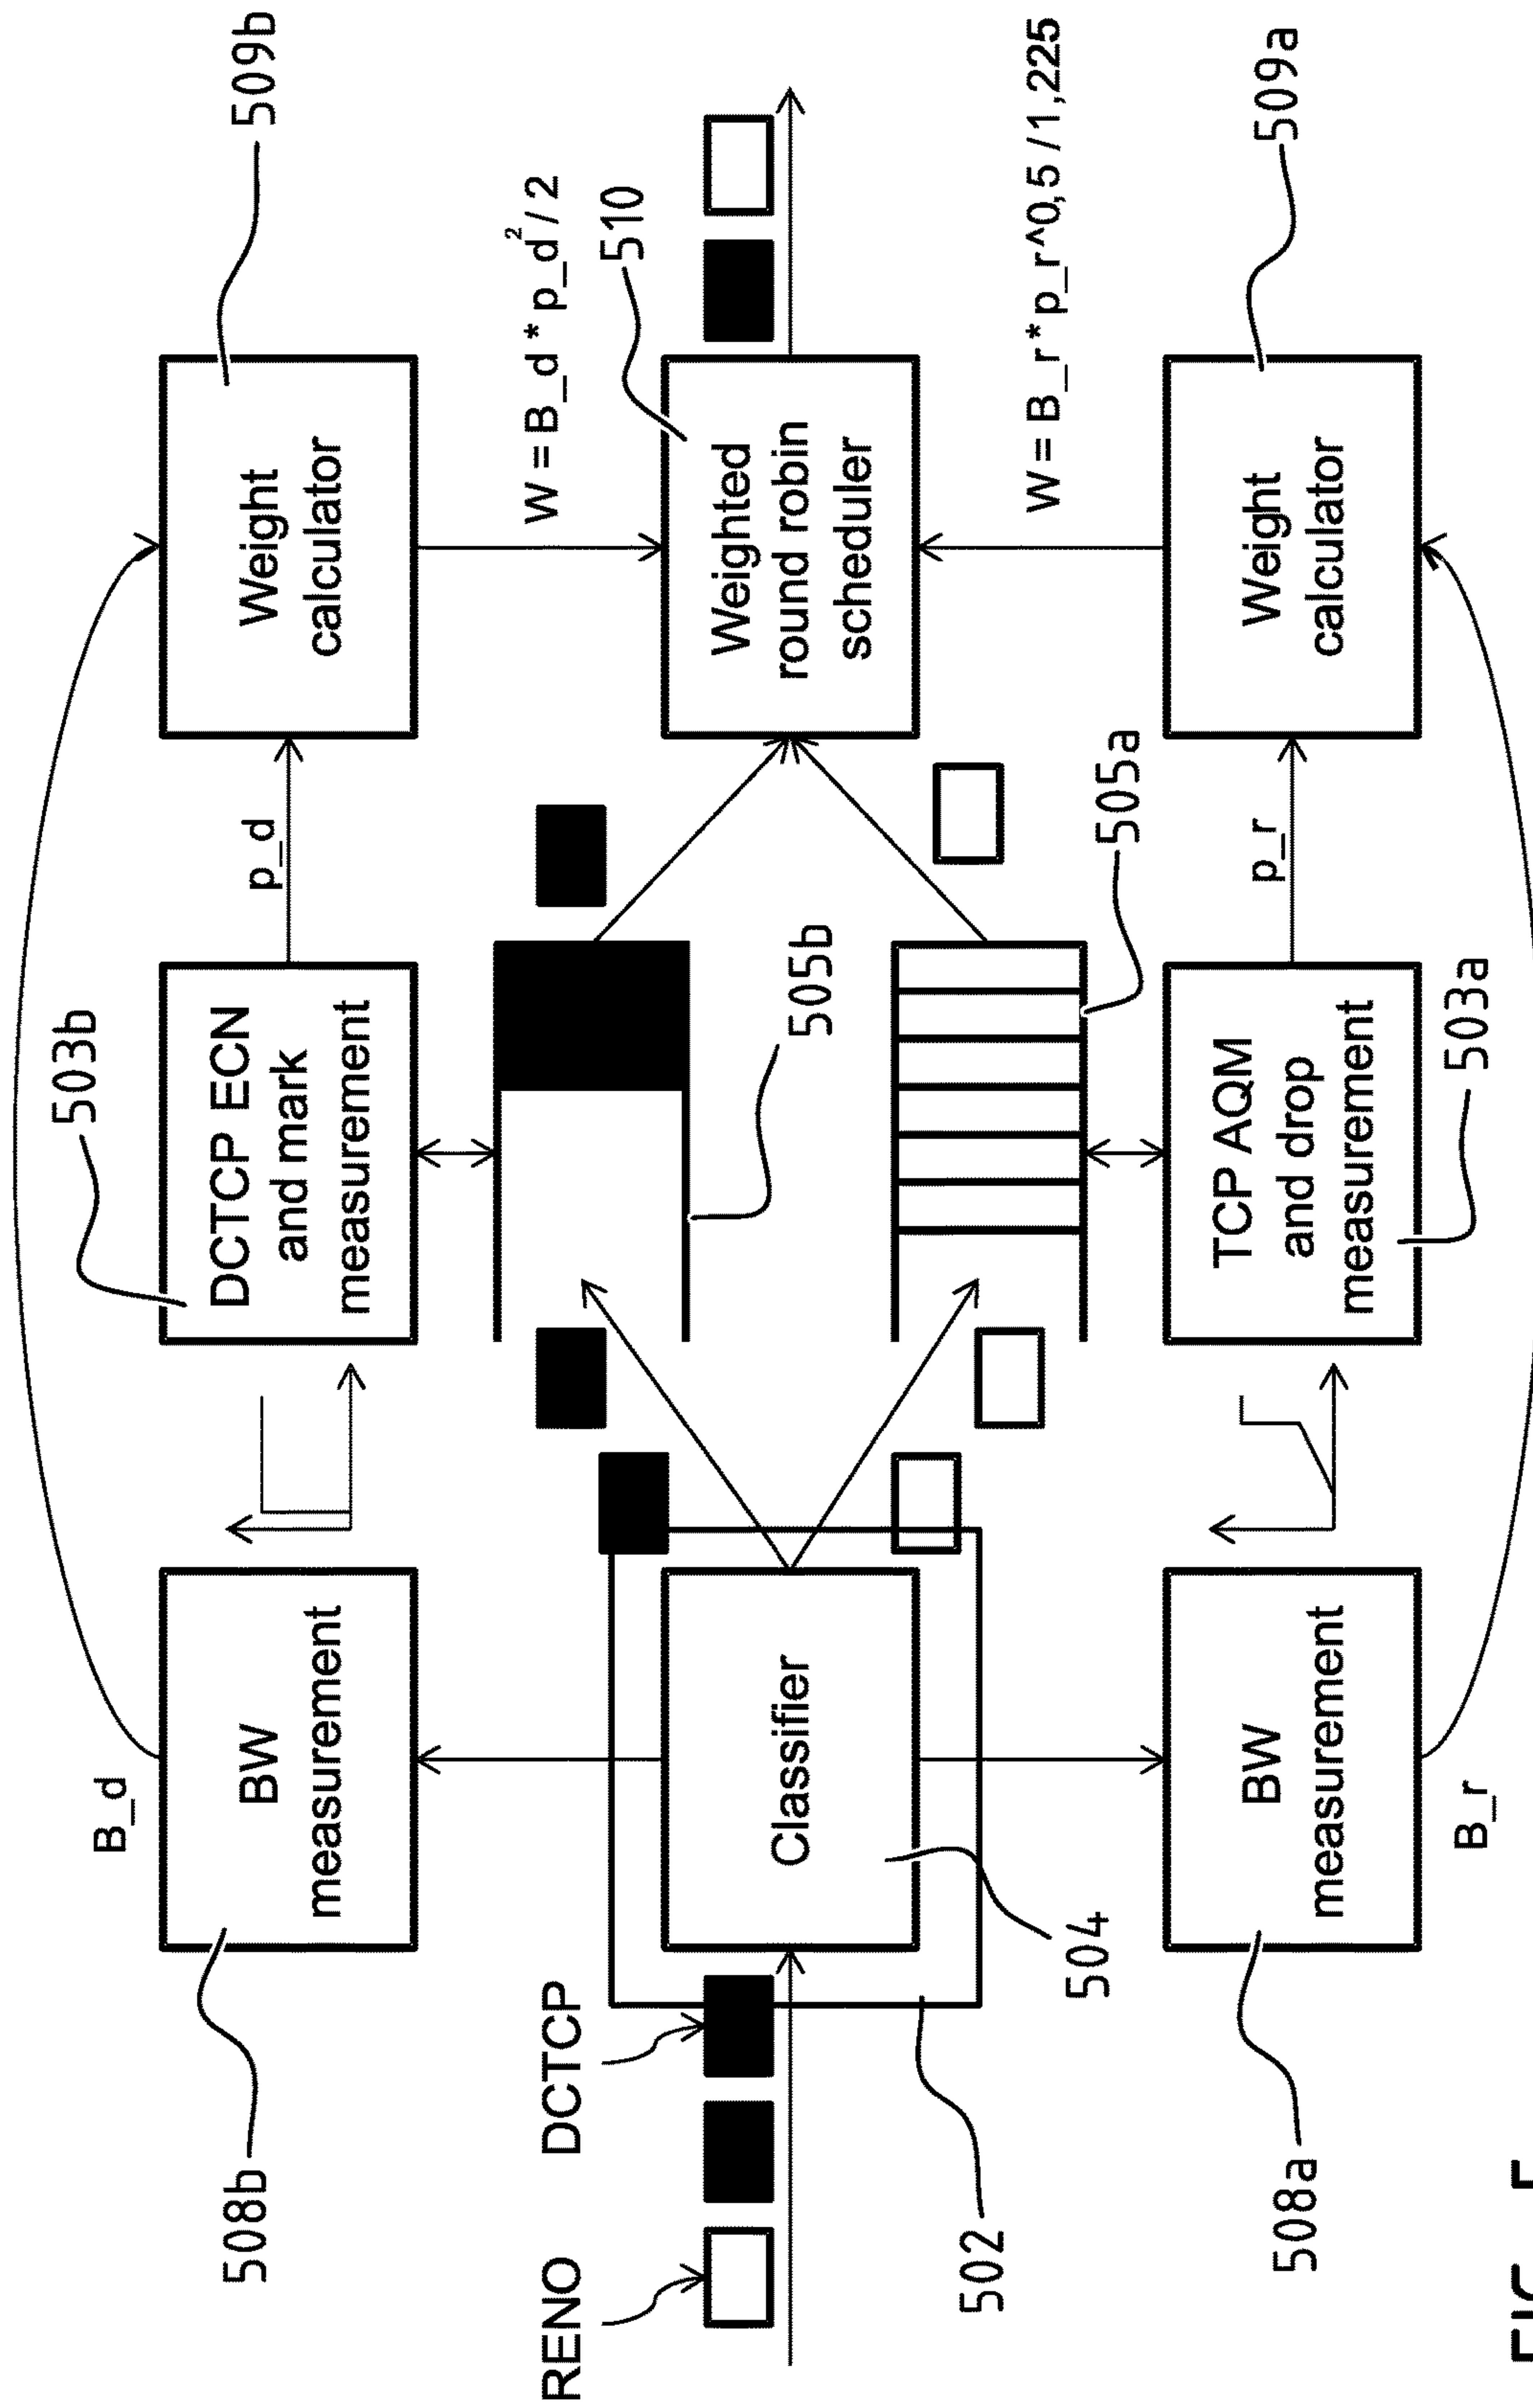 B_d
508b
BW
measurement
503b
DCTCP ECN
and mark
measurement
p_d
Weight
calculator
509b
W = B_d * p_d² / 2
RENO
DCTCP
502
504
Classifier
505b
505a
510
Weighted
round robin
scheduler
W = B_r * p_r^0,5 / 1,225
508a
BW
measurement
B_r
TCP AQM
and drop
measurement
503a
p_r
Weight
calculator
509a